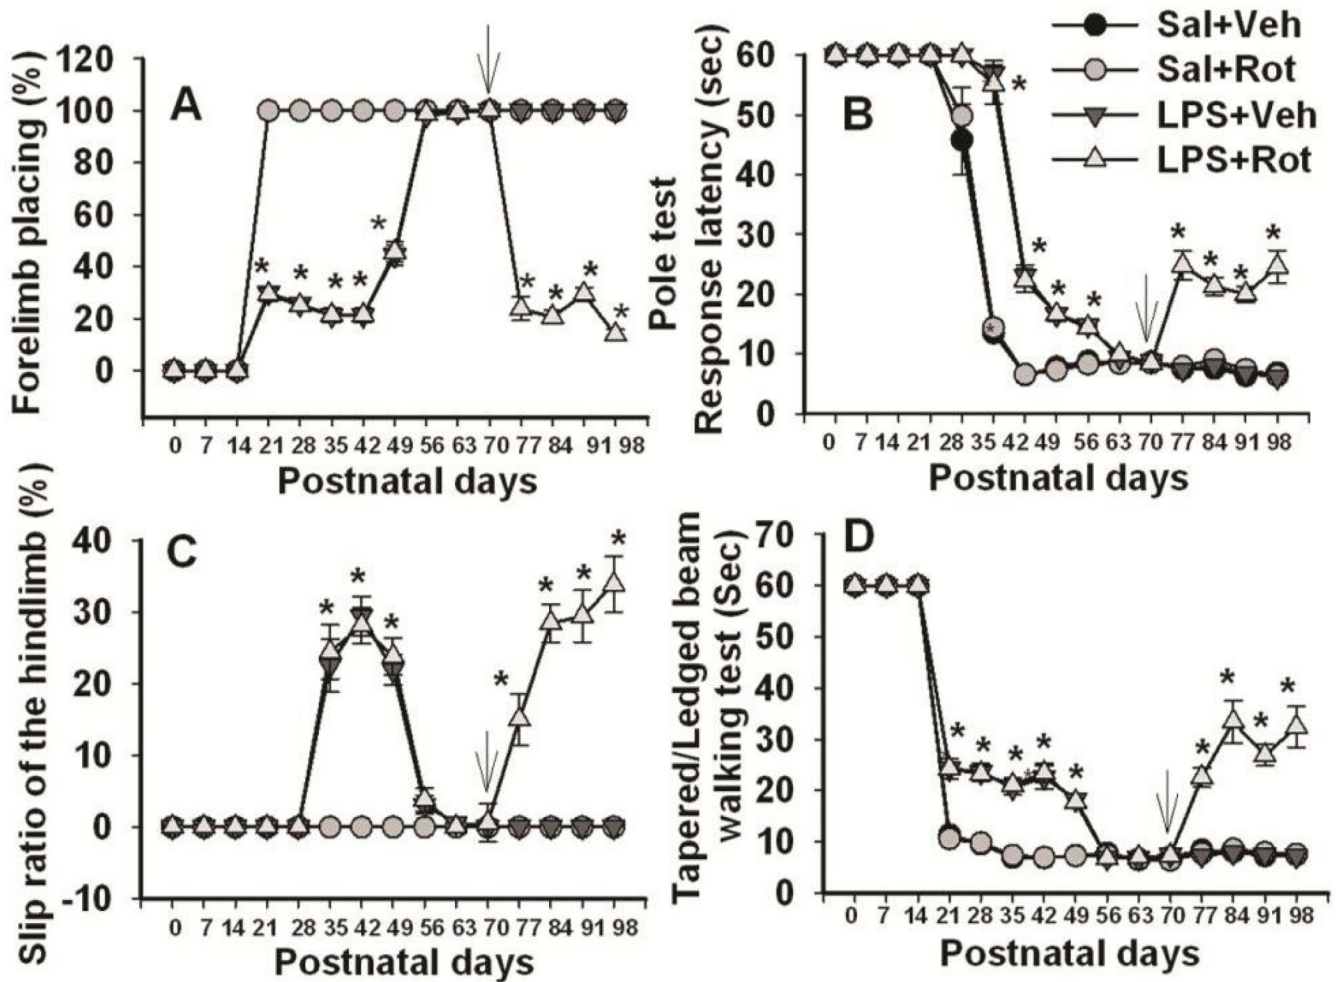 A
Forelimb placing (%)
120
100
80
60
40
20
0
* * * * * * * * *
0 7 14 21 28 35 42 49 56 63 70 77 84 91 98
Postnatal days
B
Pole test
Response latency (sec)
60
50
40
30
20
10
0
* * * * * * * * *
0 7 14 21 28 35 42 49 56 63 70 77 84 91 98
Postnatal days
Sal+Veh
Sal+Rot
LPS+Veh
LPS+Rot
C
Slip ratio of the hindlimb (%)
40
30
20
10
0
-10
* * * * * * *
0 7 14 21 28 35 42 49 56 63 70 77 84 91 98
Postnatal days
D
Tapered/Ledged beam
walking test (Sec)
70
60
50
40
30
20
10
0
* * * * * * * * * *
0 7 14 21 28 35 42 49 56 63 70 77 84 91 98
Postnatal days